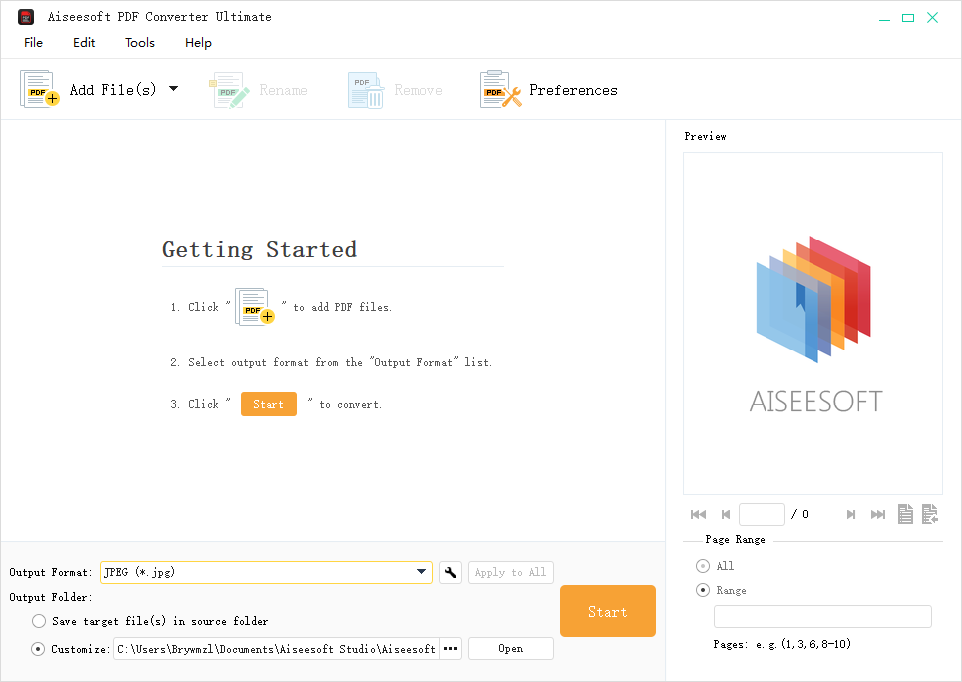 Aiseesoft PDF Converter Ultimate
File Edit Tools Help
PDF Add File(s) PDF Rename PDF Remove PDF Preferences
Preview
Getting Started
1. Click " PDF " to add PDF files.
2. Select output format from the "Output Format" list.
3. Click " Start " to convert.
AISEESOFT
/ 0
Page Range
All
Range
Pages: e.g.(1,3,6,8-10)
Output Format: JPEG (*.jpg) Apply to All
Output Folder:
Save target file(s) in source folder
Customize: C:\Users\Brywmzl\Documents\Aiseesoft Studio\Aiseesoft ••• Open
Start